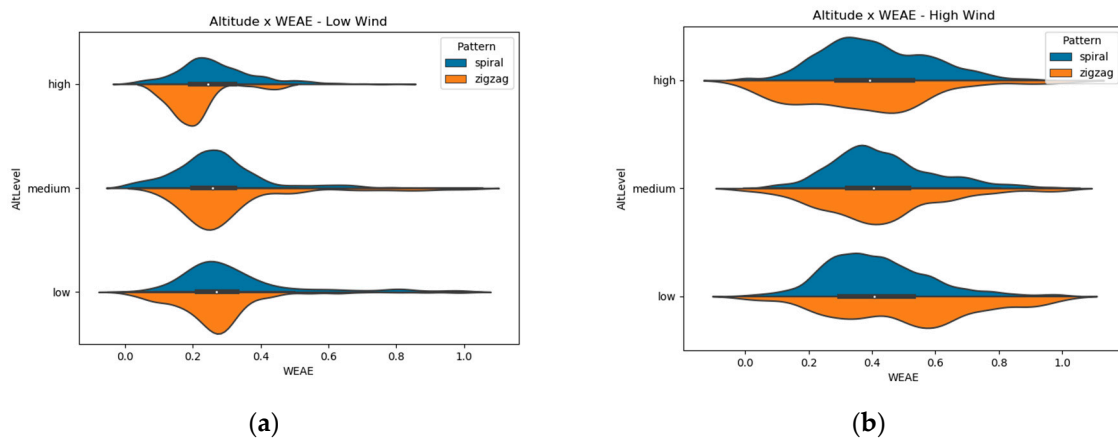 Altitude x WEAE - Low Wind
Pattern
spiral
zigzag
high
medium
low
AltLevel
0.0 0.2 0.4 0.6 0.8 1.0
WEAE
(a)
Altitude x WEAE - High Wind
Pattern
spiral
zigzag
high
medium
low
AltLevel
0.0 0.2 0.4 0.6 0.8 1.0
WEAE
(b)